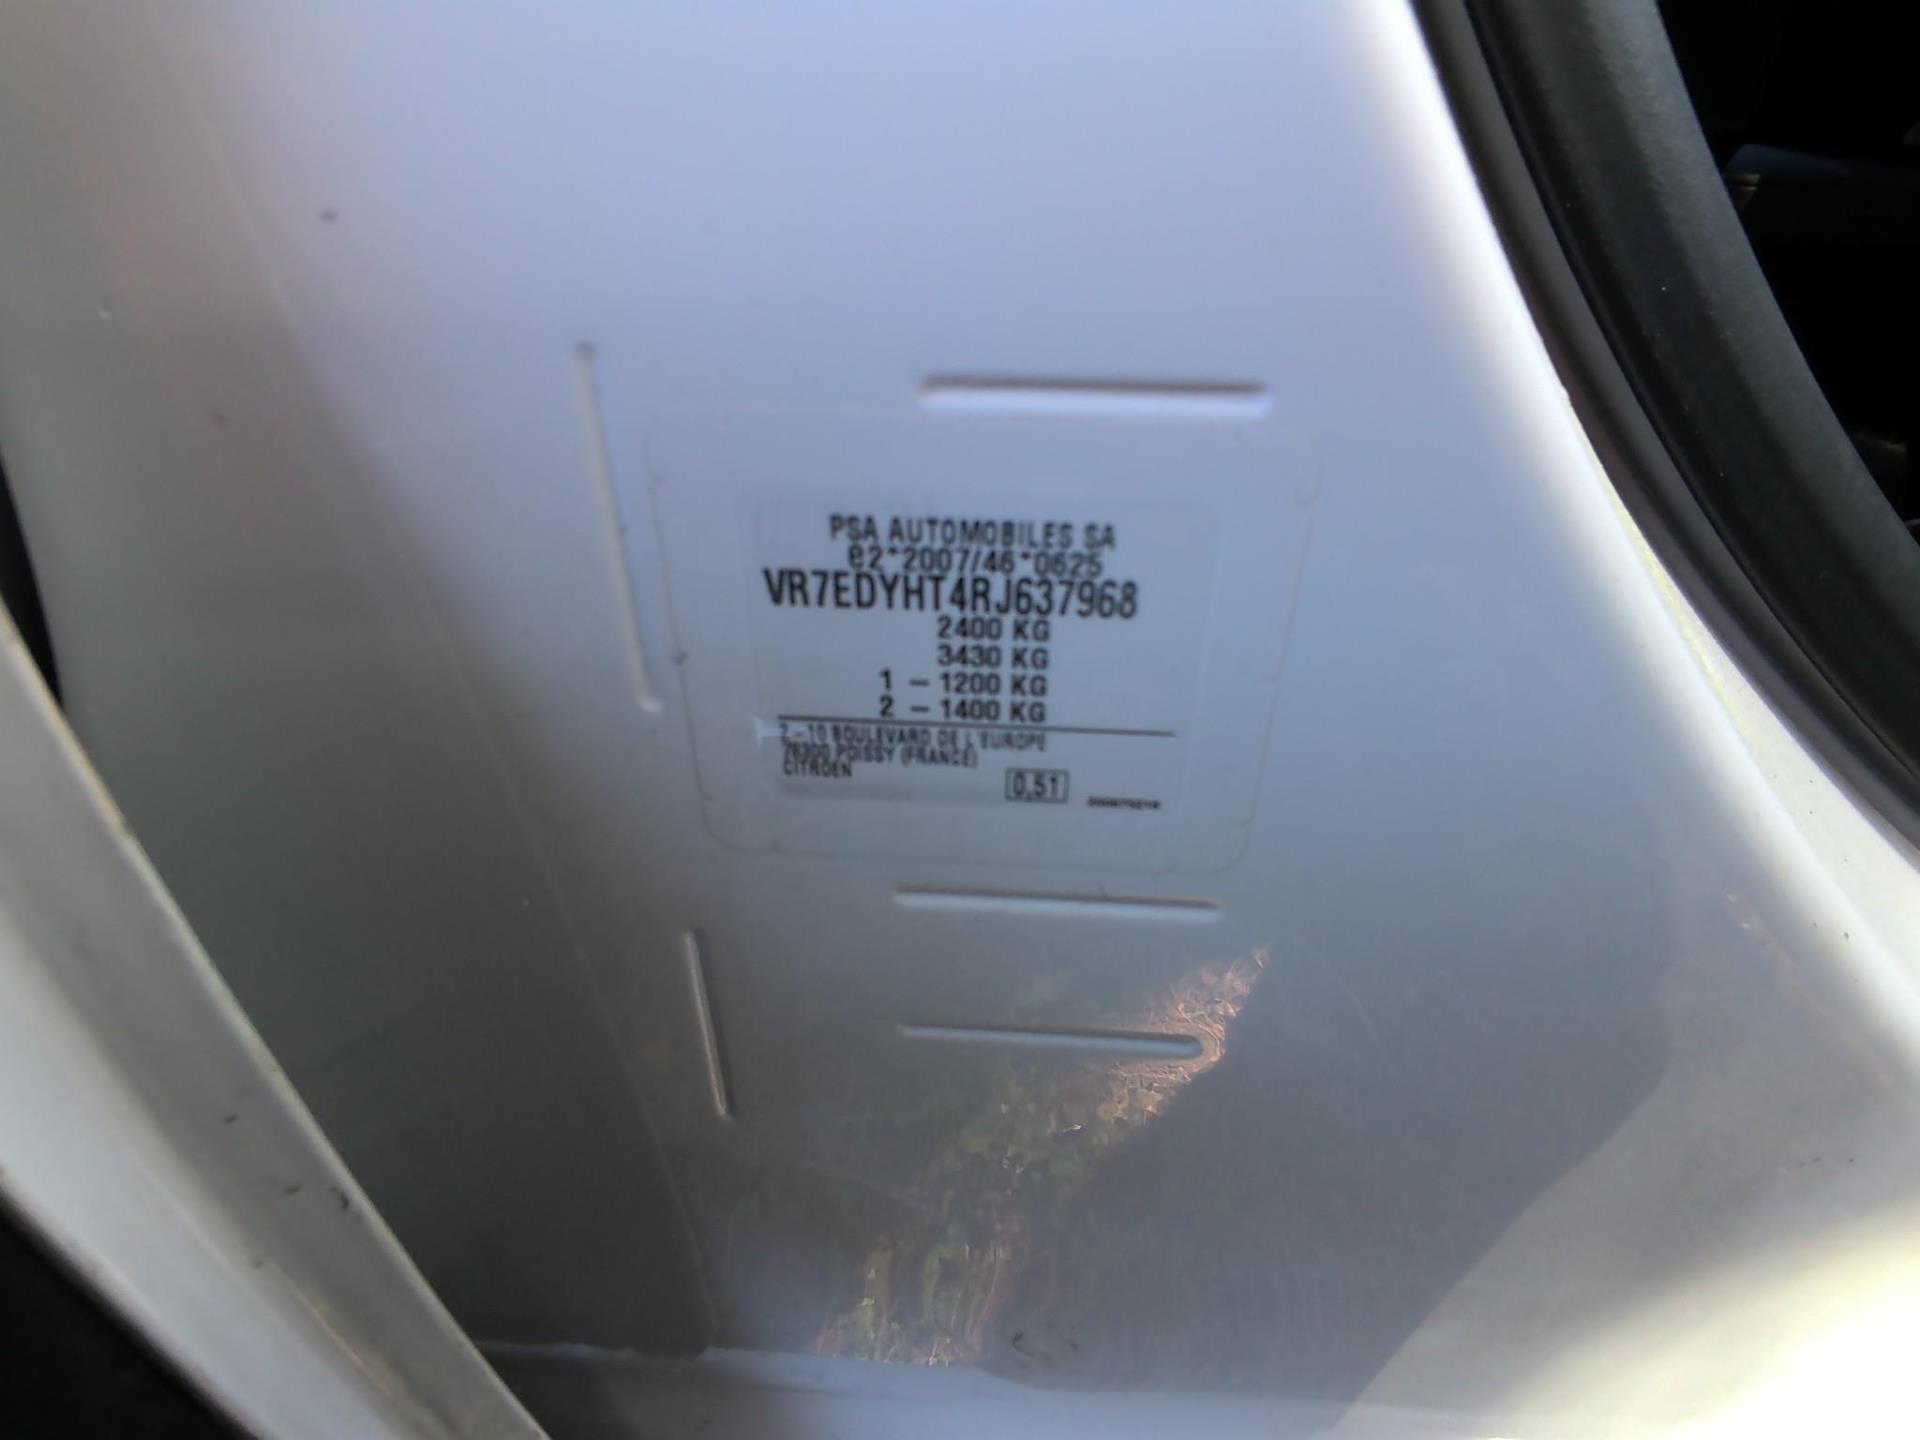 PSA AUTOMOBILES SA
e2*2007/46*0625
VR7EDYHT4RJ637968
2400 KG
3430 KG
1 - 1200 KG
2 - 1400 KG
2-10 BOULEVARD DE L'EUROPE
78300 POISSY (FRANCE)
CITROEN
0,51